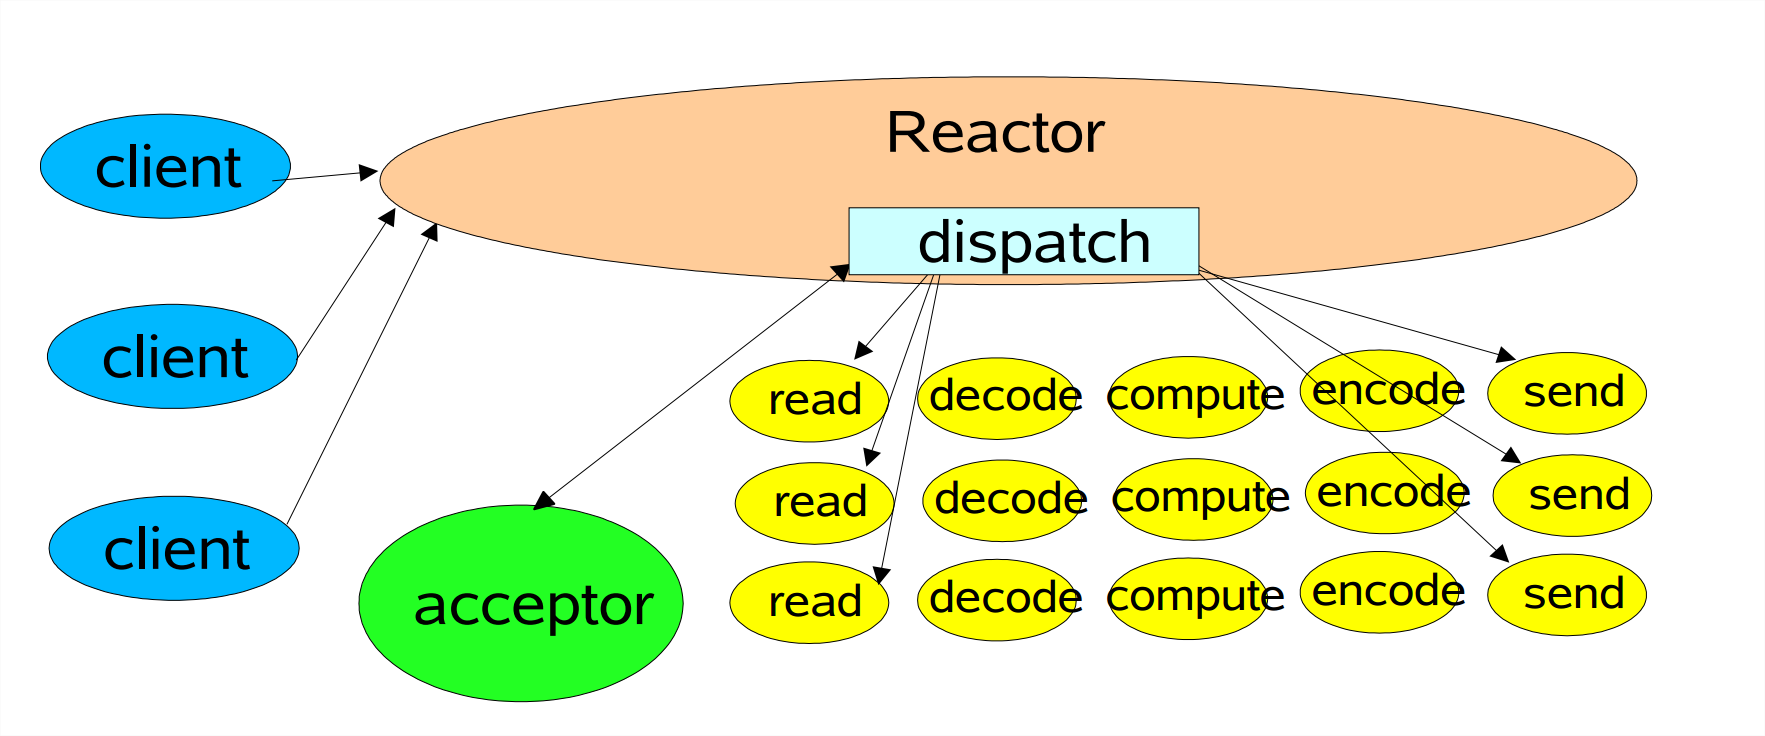 Reactor
dispatch
client
client
client
acceptor
read decode compute encode send
read decode compute encode send
read decode compute encode send